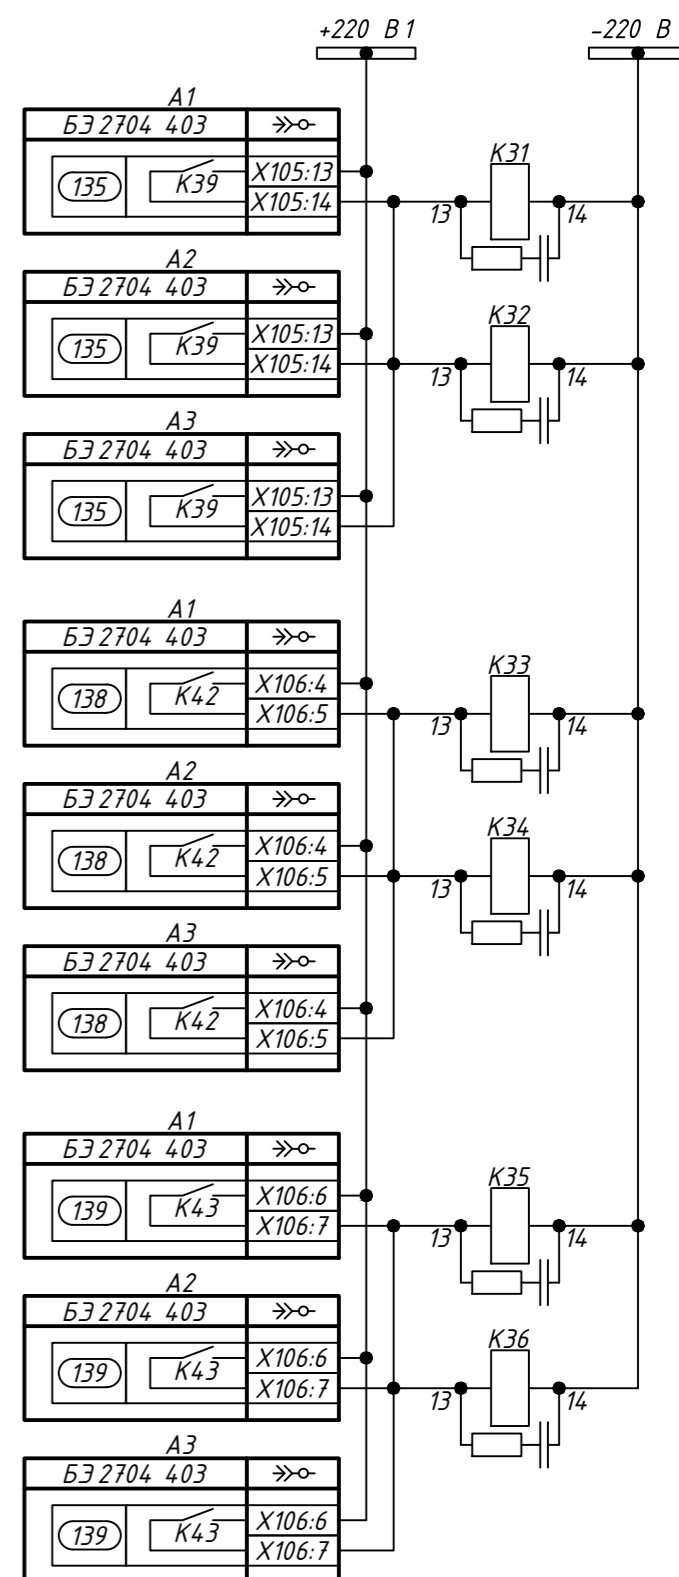 +220 В 1
-220 В
А1
БЭ 2704 403
135
К39
Х105:13
Х105:14
К31
13
14
А2
БЭ 2704 403
135
К39
Х105:13
Х105:14
К32
13
14
А3
БЭ 2704 403
135
К39
Х105:13
Х105:14
А1
БЭ 2704 403
138
К42
Х106:4
Х106:5
К33
13
14
А2
БЭ 2704 403
138
К42
Х106:4
Х106:5
К34
13
14
А3
БЭ 2704 403
138
К42
Х106:4
Х106:5
А1
БЭ 2704 403
139
К43
Х106:6
Х106:7
К35
13
14
А2
БЭ 2704 403
139
К43
Х106:6
Х106:7
К36
13
14
А3
БЭ 2704 403
139
К43
Х106:6
Х106:7